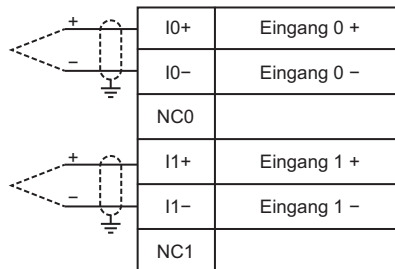 + I0+ Eingang 0 +
− I0− Eingang 0 −
NC0
+ I1+ Eingang 1 +
− I1− Eingang 1 −
NC1